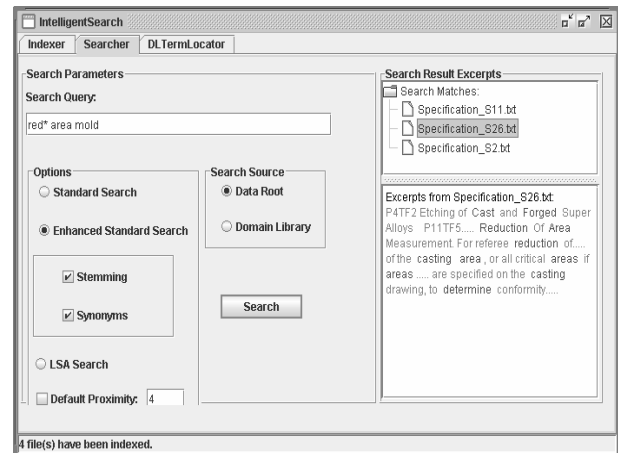 IntelligentSearch
Indexer Searcher DLTermLocator
Search Parameters
Search Query:
red* area mold
Options
Standard Search
Enhanced Standard Search
Stemming
Synonyms
LSA Search
Default Proximity: 4
Search Source
Data Root
Domain Library
Search
Search Result Excerpts
Search Matches:
Specification_S11.txt
Specification_S26.txt
Specification_S2.txt
Excerpts from Specification_S26.txt:
P4TF2 Etching of Cast and Forged Super
Alloys P11TF5..... Reduction Of Area
Measurement. For referee reduction of.....
of the casting area , or all critical areas if
areas ..... are specified on the casting
drawing, to determine conformity.....
4 file(s) have been indexed.